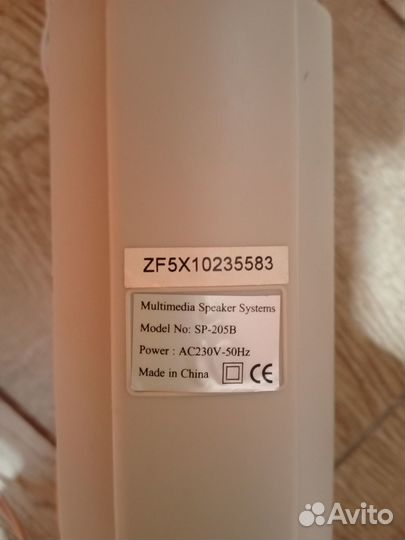 ZF5X10235583
Multimedia Speaker Systems
Model No: SP-205B
Power : AC230V-50Hz
Made in China CE
Avito